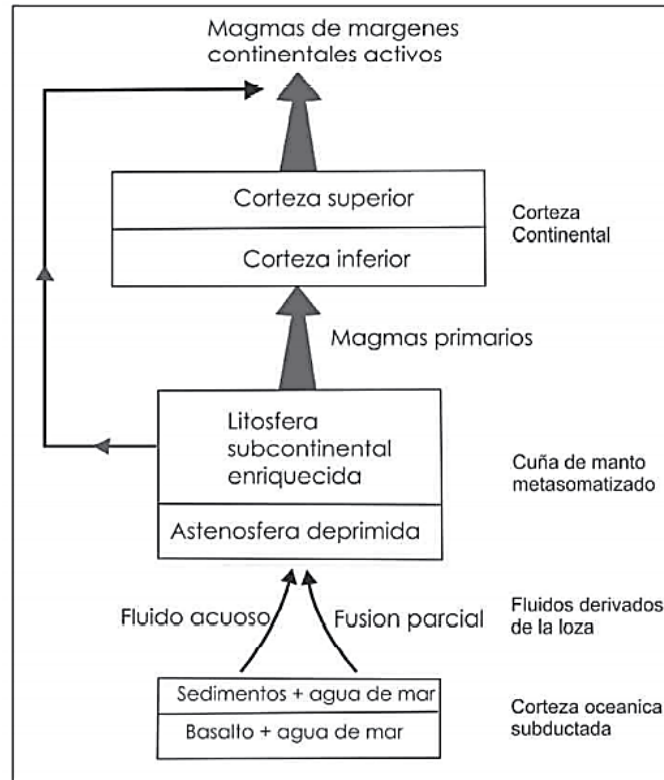 Magmas de margenes
continentales activos
Corteza superior
Corteza
Continental
Corteza inferior
Magmas primarios
Litosfera
subcontinental
enriquecida
Cuña de manto
metasomatizado
Astenosfera deprimida
Fluido acuoso
Fusion parcial
Fluidos derivados
de la loza
Sedimentos + agua de mar
Basalto + agua de mar
Corteza oceanica
subductada